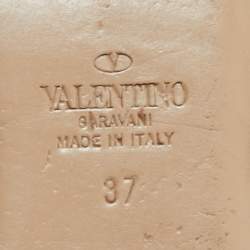 V
VALENTINO
GARAVANI
MADE IN ITALY
37